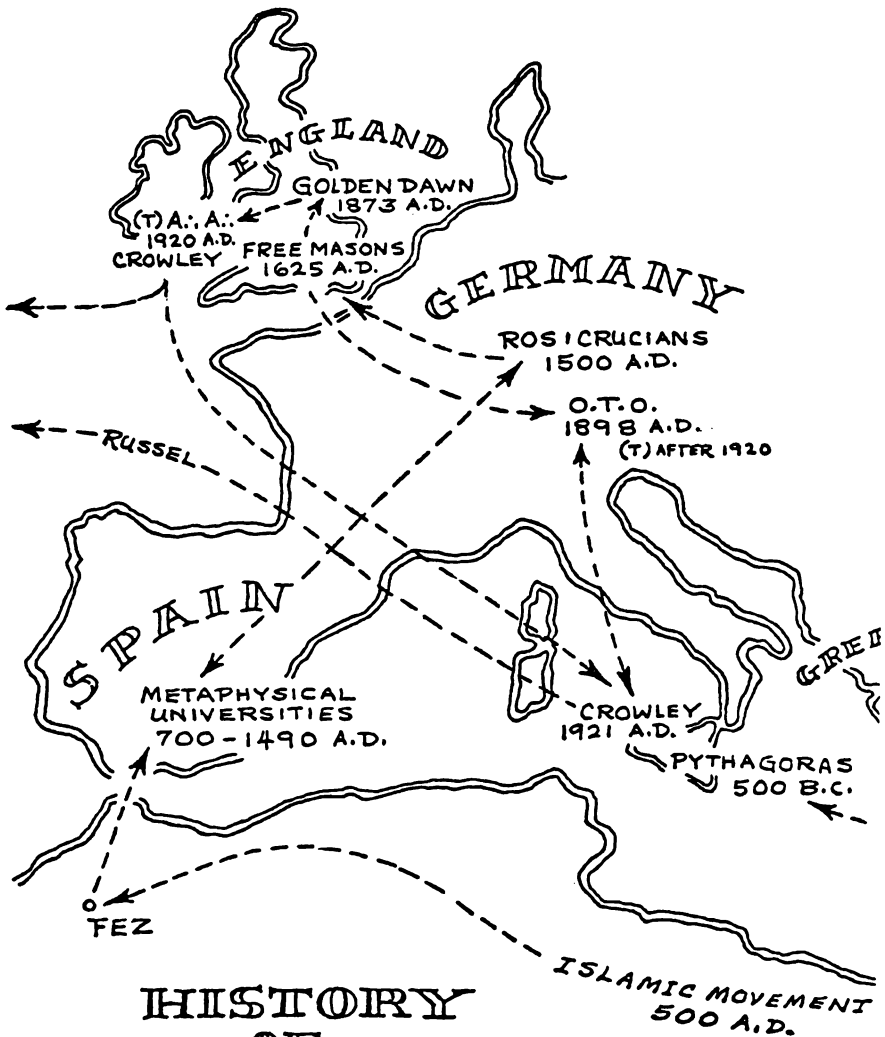 ENGLAND
GOLDEN DAWN
1873 A.D.
(T) A∴ A∴
1920 A.D.
CROWLEY
FREE MASONS
1625 A.D.
GERMANY
ROSICRUCIANS
1500 A.D.
O.T.O.
1898 A.D.
(T) AFTER 1920
RUSSEL
SPAIN
METAPHYSICAL
UNIVERSITIES
700-1490 A.D.
CROWLEY
1921 A.D.
PYTHAGORAS
500 B.C.
FEZ
ISLAMIC MOVEMENT
500 A.D.
HISTORY